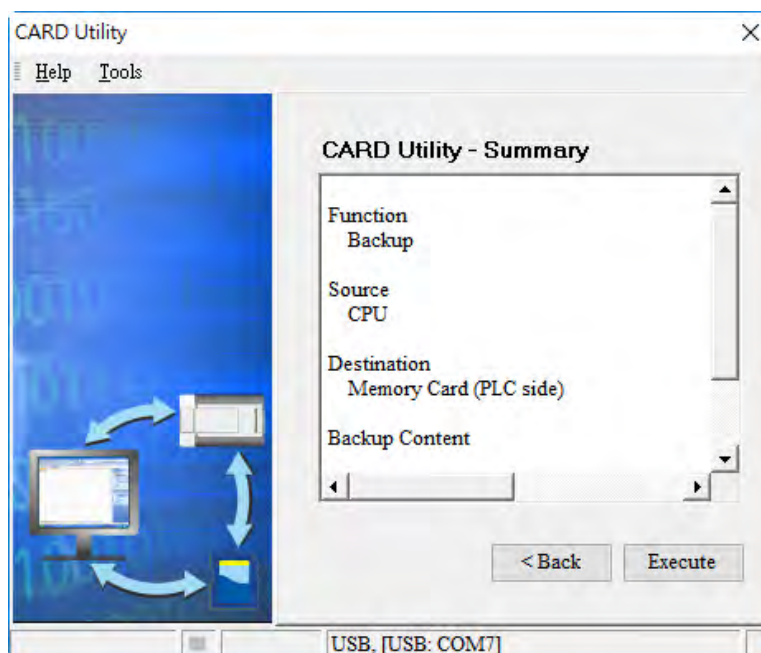 CARD Utility
Help Tools
CARD Utility - Summary
Function
Backup
Source
CPU
Destination
Memory Card (PLC side)
Backup Content
< Back Execute
USB, [USB: COM7]